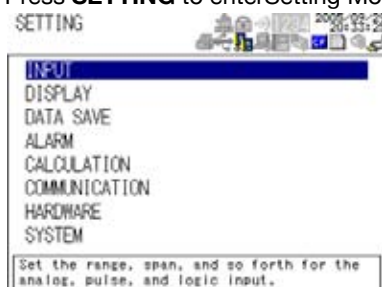 Press SETTING to enterSetting Mo
SETTING
INPUT
DISPLAY
DATA SAVE
ALARM
CALCULATION
COMMUNICATION
HARDWARE
SYSTEM
Set the range, span, and so forth for the
analog, pulse, and logic input.